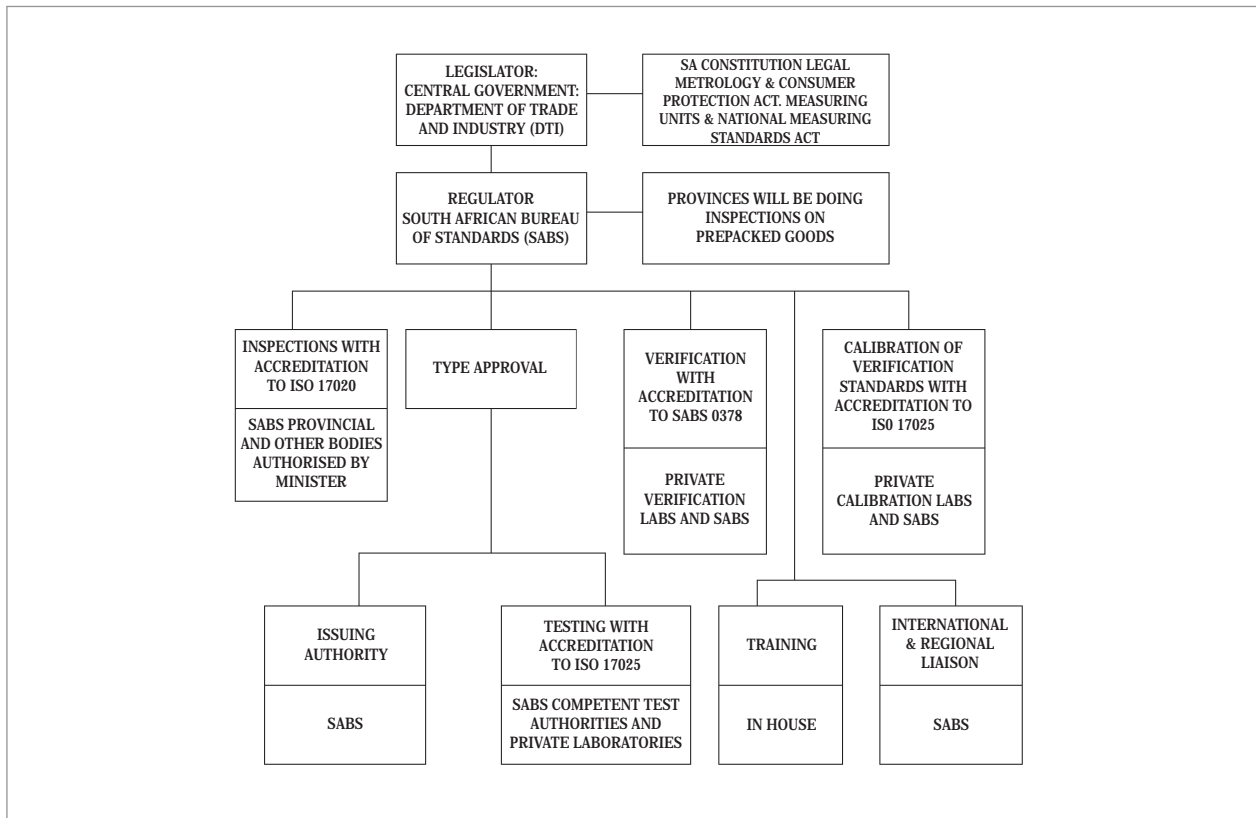 LEGISLATOR:
CENTRAL GOVERNMENT:
DEPARTMENT OF TRADE
AND INDUSTRY (DTI)
SA CONSTITUTION LEGAL
METROLOGY & CONSUMER
PROTECTION ACT. MEASURING
UNITS & NATIONAL MEASURING
STANDARDS ACT
REGULATOR
SOUTH AFRICAN BUREAU
OF STANDARDS (SABS)
PROVINCES WILL BE DOING
INSPECTIONS ON
PREPACKED GOODS
INSPECTIONS WITH
ACCREDITATION
TO ISO 17020
SABS PROVINCIAL
AND OTHER BODIES
AUTHORISED BY
MINISTER
TYPE APPROVAL
VERIFICATION
WITH
ACCREDITATION
TO SABS 0378
PRIVATE
VERIFICATION
LABS AND SABS
CALIBRATION OF
VERIFICATION
STANDARDS WITH
ACCREDITATION TO
IS0 17025
PRIVATE
CALIBRATION LABS
AND SABS
ISSUING
AUTHORITY
SABS
TESTING WITH
ACCREDITATION
TO ISO 17025
SABS COMPETENT TEST
AUTHORITIES AND
PRIVATE LABORATORIES
TRAINING
IN HOUSE
INTERNATIONAL
& REGIONAL
LIAISON
SABS